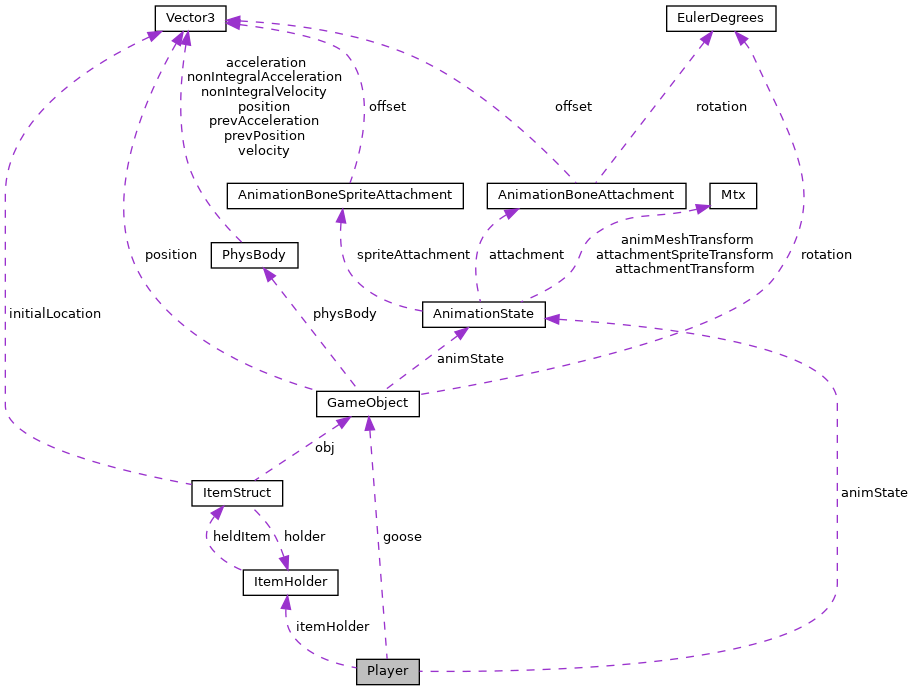 Vector3
EulerDegrees
acceleration
nonIntegralAcceleration
nonIntegralVelocity
position
prevAcceleration
prevPosition
velocity
offset
offset
rotation
AnimationBoneSpriteAttachment
AnimationBoneAttachment
Mtx
animMeshTransform
attachmentSpriteTransform
attachmentTransform
position
PhysBody
spriteAttachment
attachment
rotation
initialLocation
physBody
AnimationState
animState
GameObject
obj
ItemStruct
animState
heldItem
holder
goose
ItemHolder
itemHolder
Player